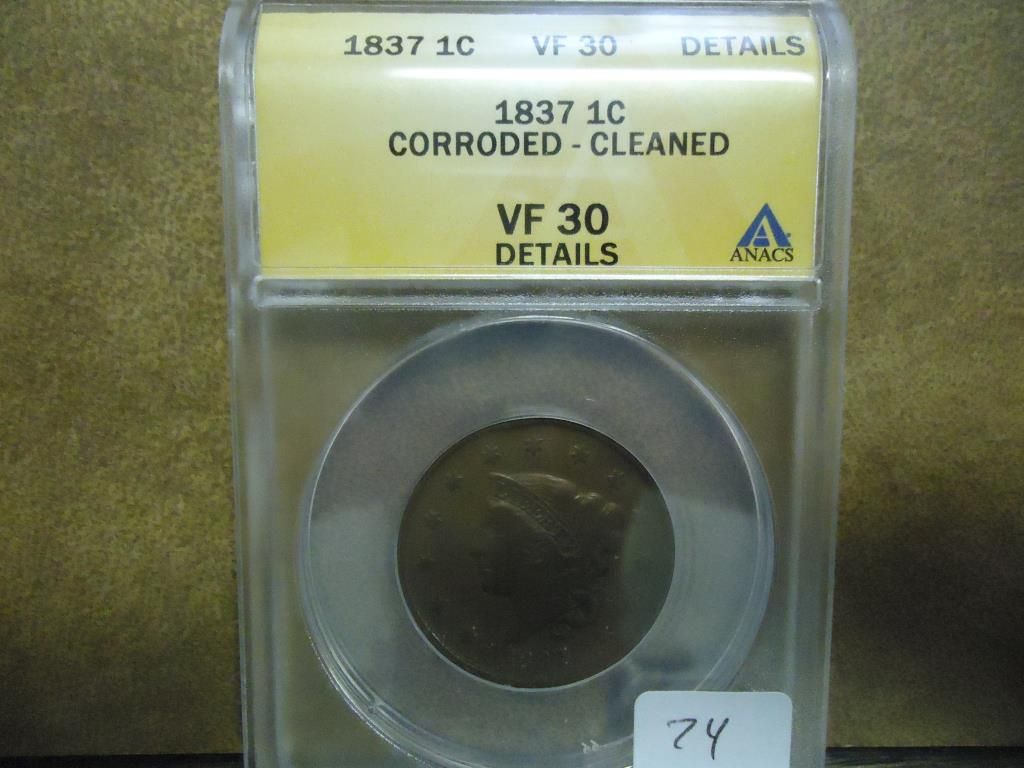 1837 1C VF 30 DETAILS
1837 1C
CORRODED - CLEANED
VF 30
DETAILS
ANACS
74